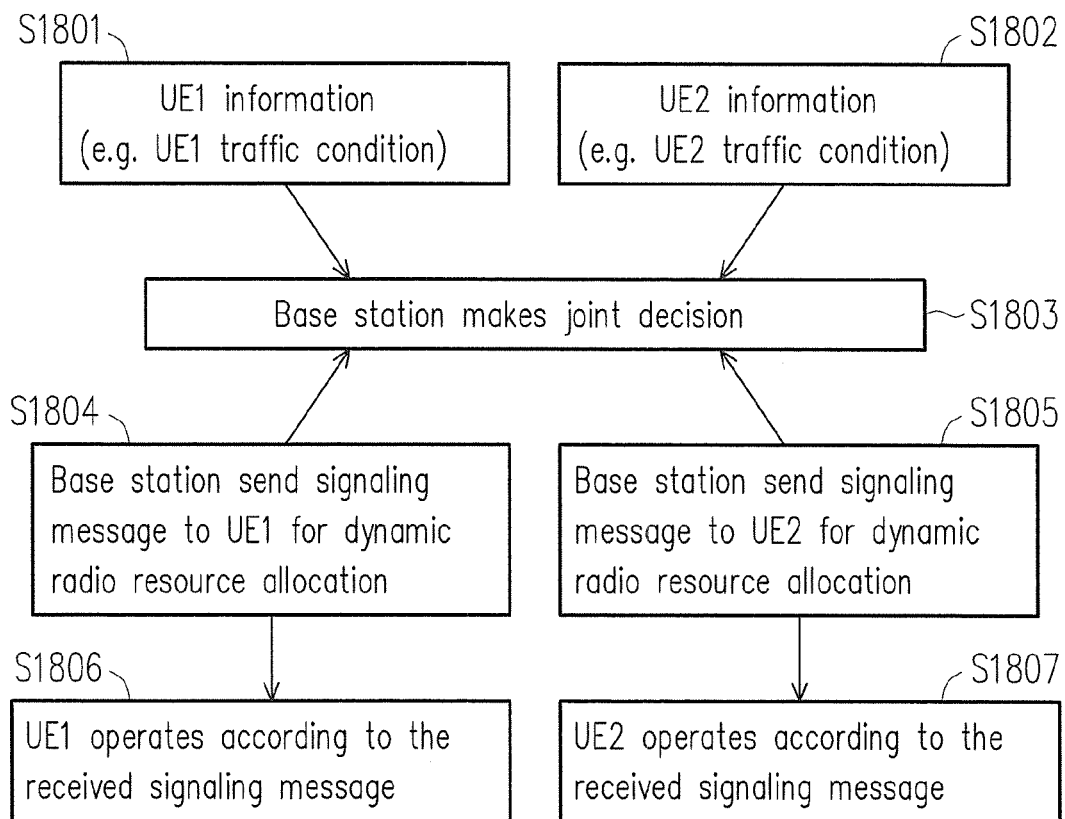 S1801
S1802
UE1 information
(e.g. UE1 traffic condition)
UE2 information
(e.g. UE2 traffic condition)
Base station makes joint decision
S1803
S1804
S1805
Base station send signaling
message to UE1 for dynamic
radio resource allocation
Base station send signaling
message to UE2 for dynamic
radio resource allocation
S1806
S1807
UE1 operates according to the
received signaling message
UE2 operates according to the
received signaling message